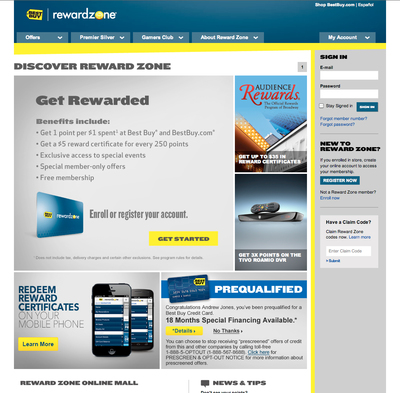 Shop BestBuy.com | Español
BEST BUY | rewardzone
Offers
Premier Silver
Gamers Club
About Reward Zone
My Account
DISCOVER REWARD ZONE
1
Get Rewarded
Benefits include:
• Get 1 point per $1 spent¹ at Best Buy® and BestBuy.com®
• Get a $5 reward certificate for every 250 points
• Exclusive access to special events
• Special member-only offers
• Free membership
BEST BUY rewardzone
Enroll or register your account.
GET STARTED
¹Does not include tax, delivery charges and certain other exclusions. See program rules for details.
AUDIENCE
Rewards.
The Official Rewards
Program of Broadway
GET UP TO $35 IN
REWARD CERTIFICATES
GET 3X POINTS ON THE
TIVO ROAMIO DVR
SIGN IN
E-mail
Password
Stay Signed in
SIGN IN
Forgot member number?
Forgot password?
NEW TO
REWARD ZONE?
If you enrolled in store, create
your online account to access
your membership.
REGISTER NOW
Not a Reward Zone member?
Enroll now
Have a Claim Code?
Claim Reward Zone
codes now. Learn more
Enter Claim Code
Submit
REDEEM
REWARD
CERTIFICATES
ON YOUR
MOBILE PHONE
Learn More
BEST BUY
PREQUALIFIED
Congratulations Andrew Jones, you've been prequalified for a
Best Buy Credit Card.
18 Months Special Financing Available.*
*Details ›
No Thanks ›
You can choose to stop receiving "prescreened" offers of credit
from this and other companies by calling toll-free
1-888-5-OPTOUT (1-888-567-8688). Click here for
PRESCREEN & OPT-OUT NOTICE for more information about
prescreened offers.
REWARD ZONE ONLINE MALL
NEWS & TIPS